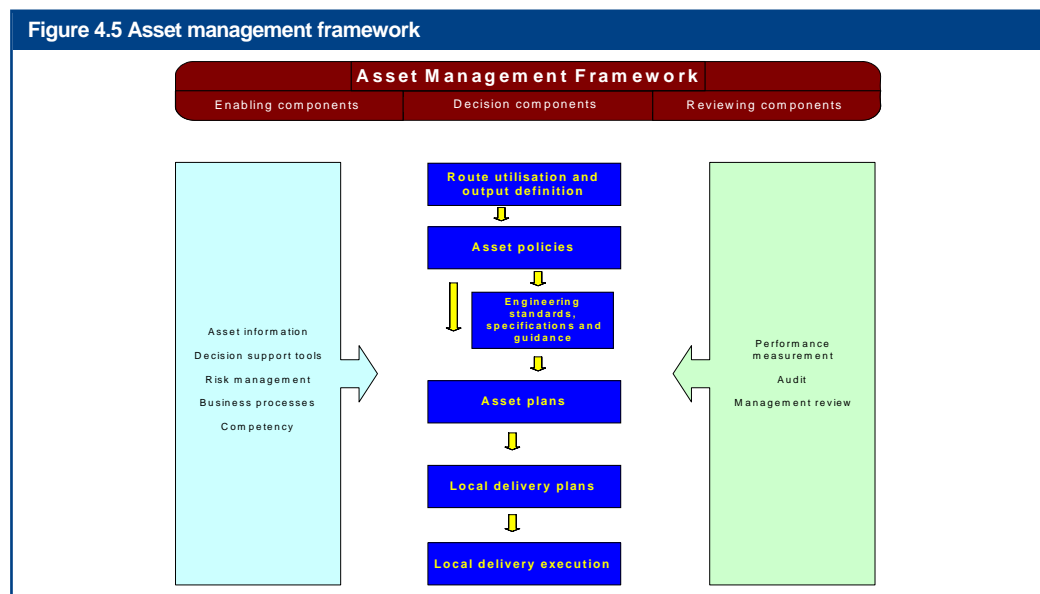 Figure 4.5 Asset management framework
Asset Management Framework
Enabling components
Decision components
Reviewing components
Asset information
Decision support tools
Risk management
Business processes
Competency
Route utilisation and
output definition
Asset policies
Engineering
standards,
specifications and
guidance
Asset plans
Local delivery plans
Local delivery execution
Performance
measurement
Audit
Management review